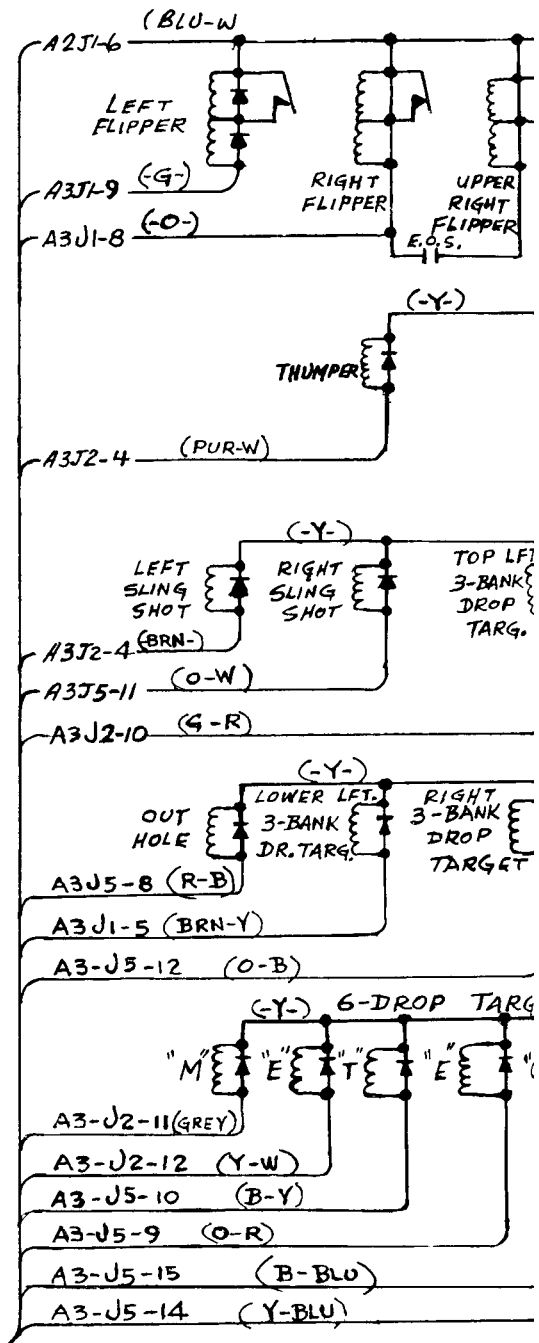 (BLU-W
A2J1-6
LEFT
FLIPPER
A3J1-9 (-G-)
RIGHT
FLIPPER
UPPER
RIGHT
FLIPPER
A3J1-8 (-O-)
E.O.S.
(-Y-)
THUMPER
A3J2-4 (PUR-W)
(-Y-)
LEFT
SLING
SHOT
RIGHT
SLING
SHOT
TOP LFT
3-BANK
DROP
TARG.
A3J2-4 (BRN-)
A3J5-11 (O-W)
A3J2-10 (G-R)
(-Y-)
OUT
HOLE
LOWER LFT.
3-BANK
DR.TARG.
RIGHT
3-BANK
DROP
TARGET
A3J5-8 (R-B)
A3J1-5 (BRN-Y)
A3-J5-12 (O-B)
(-Y-) 6-DROP TARG
"M" "E" "T" "E"
A3-J2-11 (GREY)
A3-J2-12 (Y-W)
A3-J5-10 (B-Y)
A3-J5-9 (O-R)
A3-J5-15 (B-BLU)
A3-J5-14 (Y-BLU)